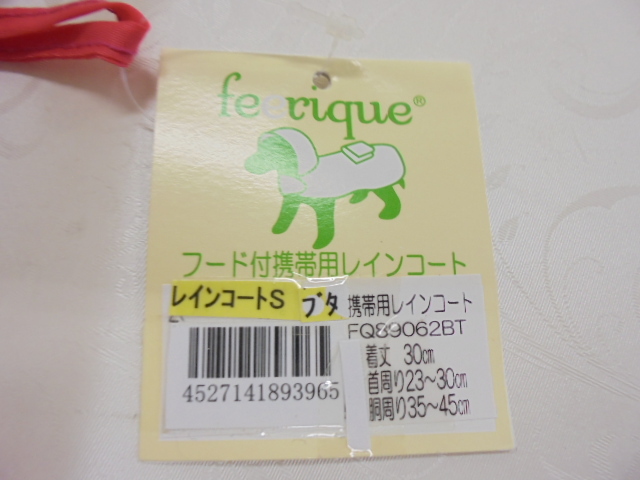 feerique®
フード付携帯用レインコート
レインコートS
ブタ
携帯用レインコート
FQ89062BT
着丈 30cm
首周り23~30cm
胴周り35~45cm
4527141893965